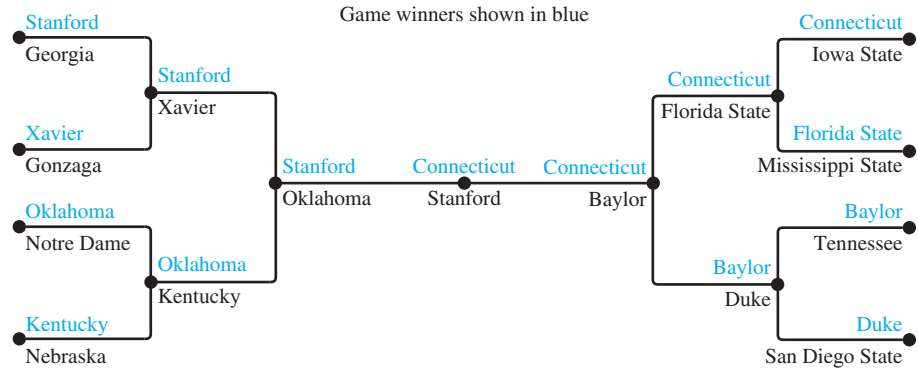 Game winners shown in blue
Stanford
Georgia
Stanford
Xavier
Xavier
Gonzaga
Stanford
Oklahoma
Oklahoma
Notre Dame
Oklahoma
Kentucky
Kentucky
Nebraska
Connecticut
Stanford
Connecticut
Baylor
Connecticut
Florida State
Connecticut
Iowa State
Florida State
Mississippi State
Baylor
Duke
Baylor
Tennessee
Duke
San Diego State